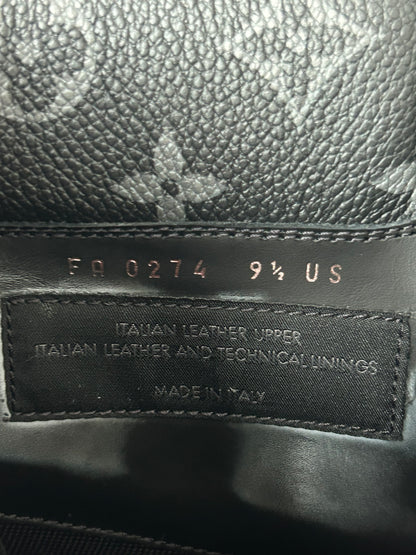 FA 0274 9½ US
ITALIAN LEATHER UPPER
ITALIAN LEATHER AND TECHNICAL LININGS
MADE IN ITALY